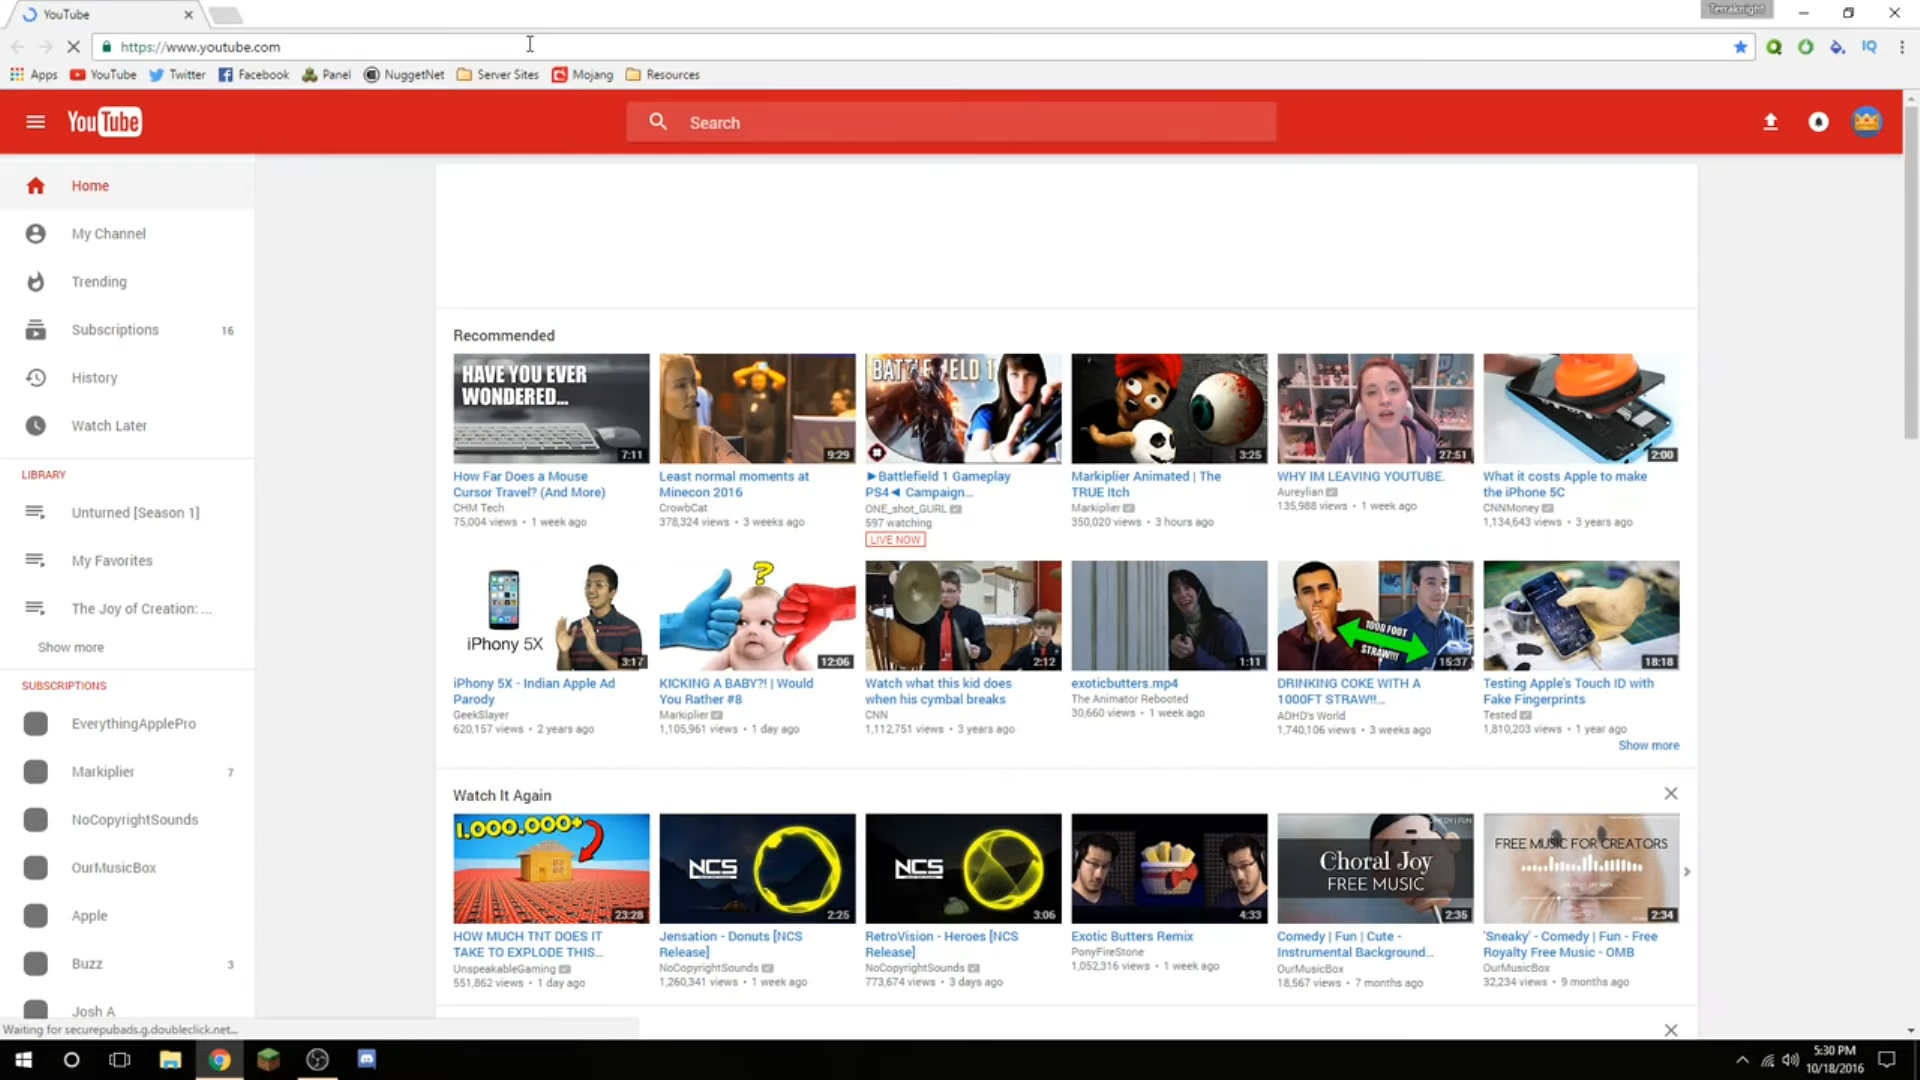 YouTube
Terraknight
https://www.youtube.com
IQ
Apps YouTube Twitter Facebook Panel NuggetNet Server Sites Mojang Resources
YouTube
Search
Home
My Channel
Trending
Subscriptions 16
History
Watch Later
LIBRARY
Unturned [Season 1]
My Favorites
The Joy of Creation: ...
Show more
SUBSCRIPTIONS
EverythingApplePro
Markiplier 7
NoCopyrightSounds
OurMusicBox
Apple
Buzz 3
Josh A
Recommended
HAVE YOU EVER
WONDERED...
7:11
How Far Does a Mouse
Cursor Travel? (And More)
CHM Tech
75,004 views • 1 week ago
9:29
Least normal moments at
Minecon 2016
CrowbCat
378,324 views • 3 weeks ago
BATTLEFIELD 1
►Battlefield 1 Gameplay
PS4◄ Campaign...
ONE_shot_GURL
597 watching
LIVE NOW
3:25
Markiplier Animated | The
TRUE Itch
Markiplier
350,020 views • 3 hours ago
27:51
WHY IM LEAVING YOUTUBE.
Aureylian
135,988 views • 1 week ago
2:00
What it costs Apple to make
the iPhone 5C
CNNMoney
1,134,643 views • 3 years ago
iPhony 5X
3:17
iPhony 5X - Indian Apple Ad
Parody
GeekSlayer
620,157 views • 2 years ago
?
12:06
KICKING A BABY?! | Would
You Rather #8
Markiplier
1,105,961 views • 1 day ago
2:12
Watch what this kid does
when his cymbal breaks
CNN
1,112,751 views • 3 years ago
1:11
exoticbutters.mp4
The Animator Rebooted
30,660 views • 1 week ago
1000 FOOT
STRAW!!!
15:37
DRINKING COKE WITH A
1000FT STRAW!!...
ADHD's World
1,740,106 views • 3 weeks ago
18:18
Testing Apple's Touch ID with
Fake Fingerprints
Tested
1,810,203 views • 1 year ago
Show more
Watch It Again
1,000,000+
23:28
HOW MUCH TNT DOES IT
TAKE TO EXPLODE THIS...
UnspeakableGaming
551,862 views • 1 day ago
NCS
2:25
Jensation - Donuts [NCS
Release]
NoCopyrightSounds
1,260,341 views • 1 week ago
NCS
3:06
RetroVision - Heroes [NCS
Release]
NoCopyrightSounds
773,674 views • 3 days ago
4:33
Exotic Butters Remix
PonyFireStone
1,052,316 views • 1 week ago
COMEDY | FUN
Choral Joy
FREE MUSIC
2:35
Comedy | Fun | Cute -
Instrumental Background...
OurMusicBox
18,567 views • 7 months ago
FREE MUSIC FOR CREATORS
2:34
'Sneaky' - Comedy | Fun - Free
Royalty Free Music - OMB
OurMusicBox
32,234 views • 9 months ago
Waiting for securepubads.g.doubleclick.net...
5:30 PM
10/18/2016